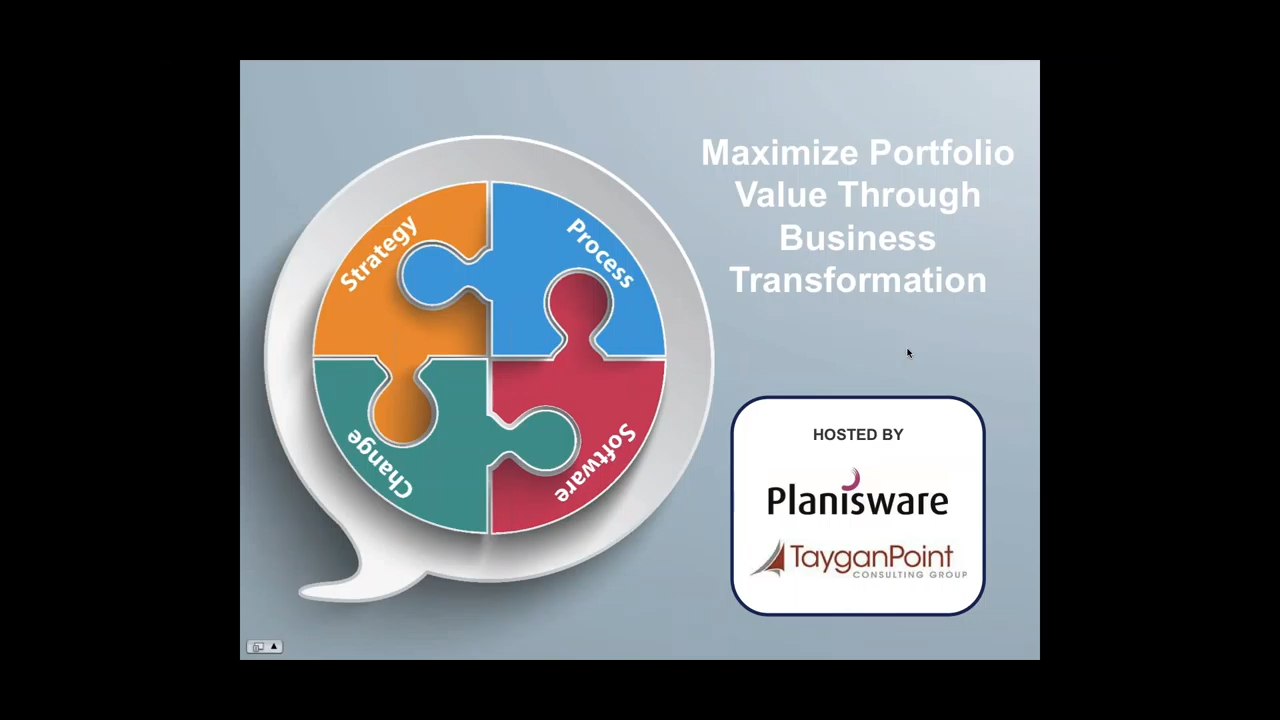 Maximize Portfolio
Value Through
Business
Transformation
Strategy
Process
Change
Software
HOSTED BY
Planisware
TayganPoint
CONSULTING GROUP